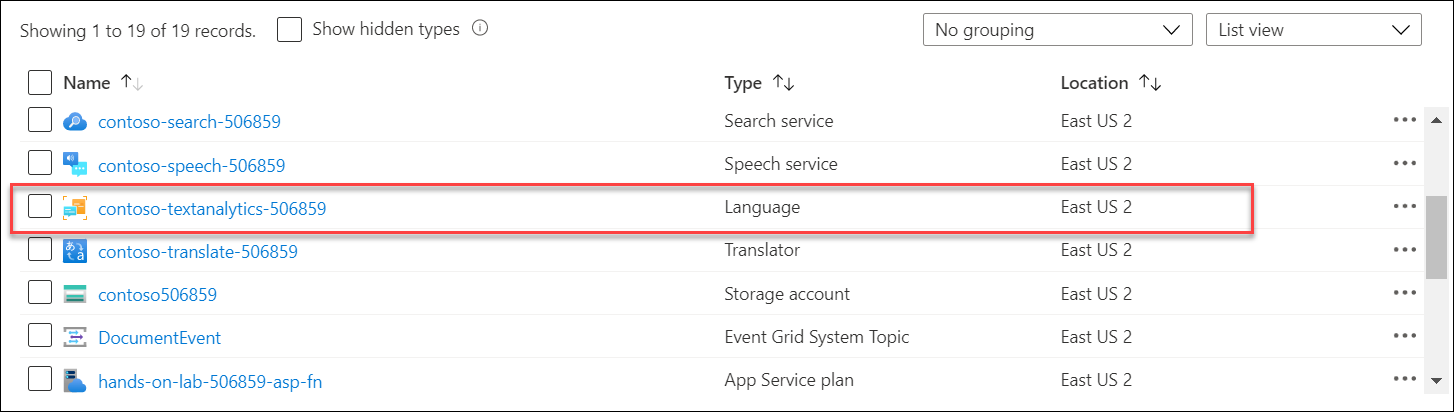 Showing 1 to 19 of 19 records. Show hidden types No grouping List view
Name Type Location
contoso-search-506859 Search service East US 2
contoso-speech-506859 Speech service East US 2
contoso-textanalytics-506859 Language East US 2
contoso-translate-506859 Translator East US 2
contoso506859 Storage account East US 2
DocumentEvent Event Grid System Topic East US 2
hands-on-lab-506859-asp-fn App Service plan East US 2